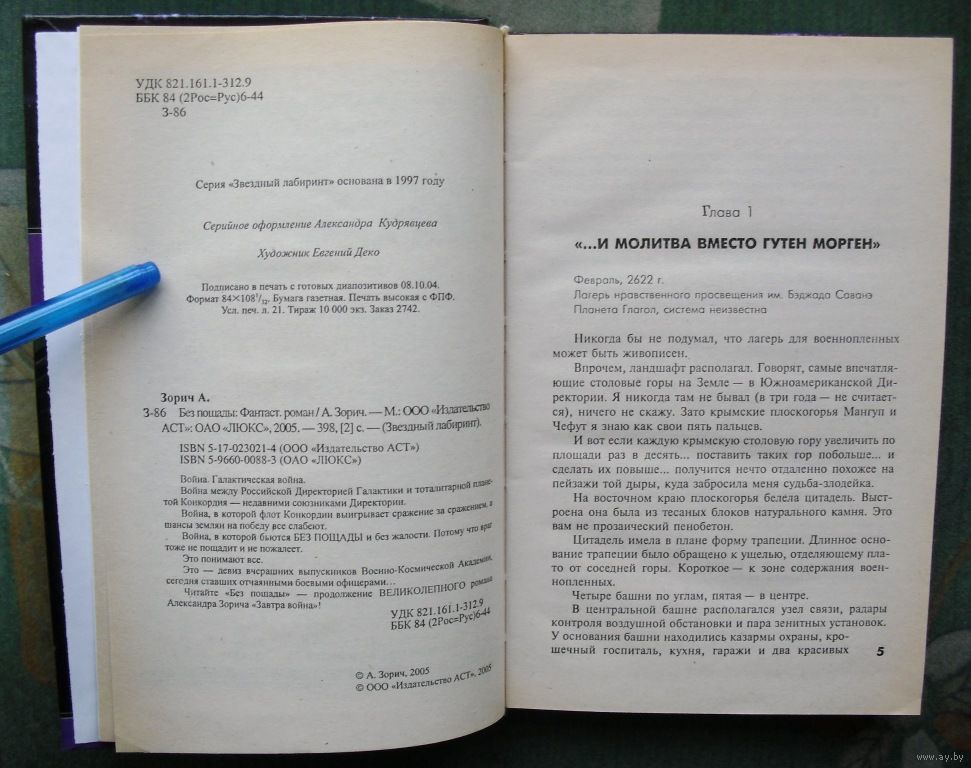 УДК 821.161.1-312.9
ББК 84 (2Рос=Рус)6-44
З-86
Серия «Звездный лабиринт» основана в 1997 году
Серийное оформление Александра Кудрявцева
Художник Евгений Деко
Подписано в печать с готовых диапозитивов 08.10.04.
Формат 84×108 1/32. Бумага газетная. Печать высокая с ФПФ.
Усл. печ. л. 21. Тираж 10 000 экз. Заказ 2742.
Зорич А.
З-86 Без пощады: Фантаст. роман / А. Зорич. — М.: ООО «Издательство
АСТ»: ОАО «ЛЮКС», 2005. — 398, [2] с. — (Звездный лабиринт).
ISBN 5-17-023021-4 (ООО «Издательство АСТ»)
ISBN 5-9660-0088-3 (ОАО «ЛЮКС»)
Война. Галактическая война.
Война между Российской Директорией Галактики и тоталитарной плане-
той Конкордия — недавними союзниками Директории.
Война, в которой флот Конкордии выигрывает сражение за сражением, а
шансы землян на победу все слабеют.
Война, в которой бьются БЕЗ ПОЩАДЫ и без жалости. Потому что враг
тоже не пощадит и не пожалеет.
Это понимают все.
Это — девиз вчерашних выпускников Военно-Космической Академии,
сегодня ставших отчаянными боевыми офицерами...
Читайте «Без пощады» — продолжение ВЕЛИКОЛЕПНОГО романа
Александра Зорича «Завтра война»!
УДК 821.161.1-312.9
ББК 84 (2Рос=Рус)6-44
© А. Зорич, 2005
© ООО «Издательство АСТ», 2005
Глава 1
«...И МОЛИТВА ВМЕСТО ГУТЕН МОРГЕН»
Февраль, 2622 г.
Лагерь нравственного просвещения им. Бэджада Саванэ
Планета Глагол, система неизвестна
Никогда бы не подумал, что лагерь для военнопленных
может быть живописен.
Впрочем, ландшафт располагал. Говорят, самые впечатля-
ющие столовые горы на Земле — в Южноамериканской Ди-
ректории. Я никогда там не бывал (в три года — не считает-
ся), ничего не скажу. Зато крымские плоскогорья Мангуп и
Чефут я знаю как свои пять пальцев.
И вот если каждую крымскую столовую гору увеличить по
площади раз в десять... поставить таких гор побольше... и
сделать их повыше... получится нечто отдаленно похожее на
пейзажи той дыры, куда забросила меня судьба-злодейка.
На восточном краю плоскогорья белела цитадель. Выст-
роена она была из тесаных блоков натурального камня. Это
вам не прозаический пенобетон.
Цитадель имела в плане форму трапеции. Длинное осно-
вание трапеции было обращено к ущелью, отделяющему пла-
то от соседней горы. Короткое — к зоне содержания воен-
нопленных.
Четыре башни по углам, пятая — в центре.
В центральной башне располагался узел связи, радары
контроля воздушной обстановки и пара зенитных установок.
У основания башни находились казармы охраны, кро-
шечный госпиталь, кухня, гаражи и два красивых
5
www.ay.by